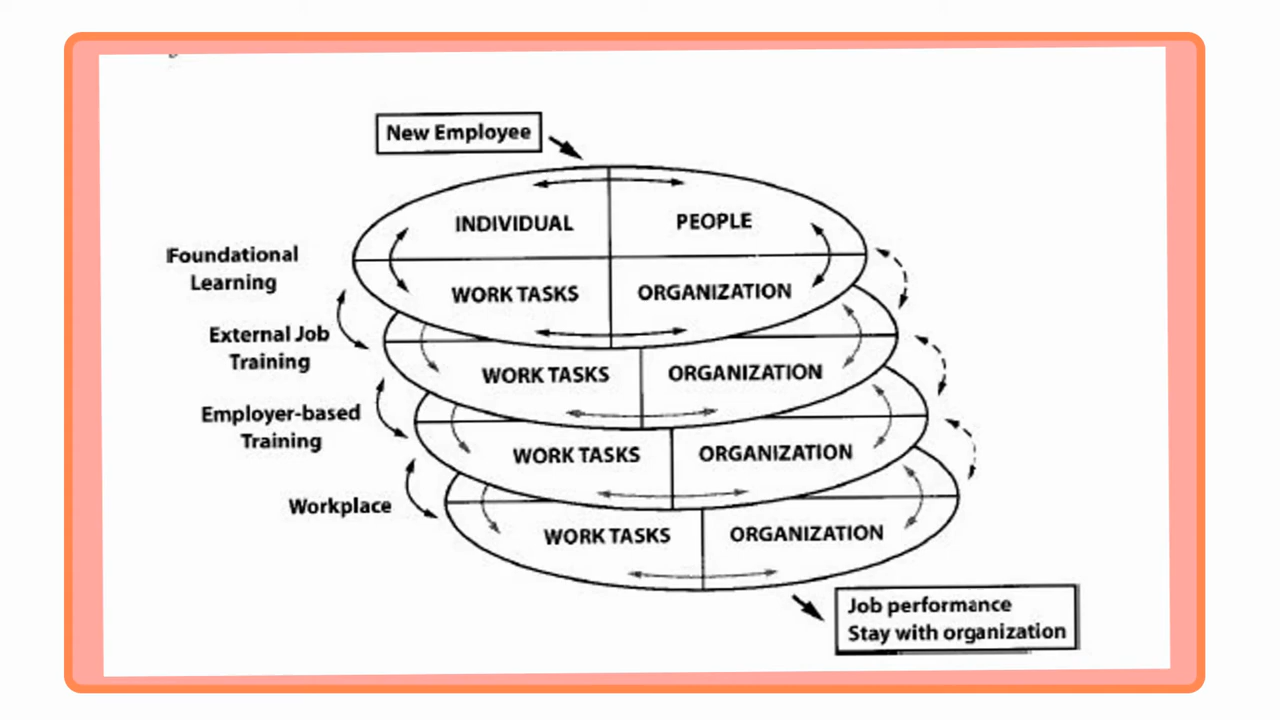 New Employee
INDIVIDUAL
PEOPLE
Foundational
Learning
WORK TASKS
ORGANIZATION
External Job
Training
WORK TASKS
ORGANIZATION
Employer-based
Training
WORK TASKS
ORGANIZATION
Workplace
WORK TASKS
ORGANIZATION
Job performance
Stay with organization